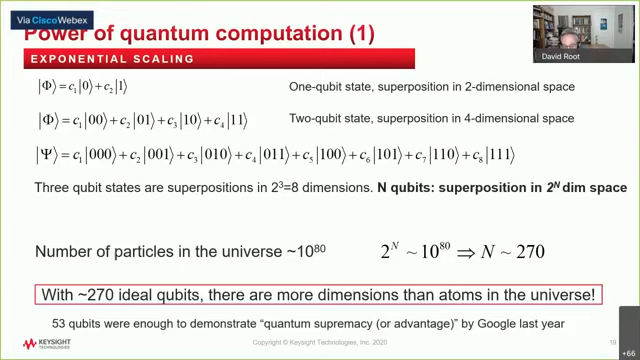 Via Cisco Webex
Power of quantum computation (1)
EXPONENTIAL SCALING
|Φ⟩ = c₁|0⟩ + c₂|1⟩ One-qubit state, superposition in 2-dimensional space
|Φ⟩ = c₁|00⟩ + c₂|01⟩ + c₃|10⟩ + c₄|11⟩ Two-qubit state, superposition in 4-dimensional space
|Ψ⟩ = c₁|000⟩ + c₂|001⟩ + c₃|010⟩ + c₄|011⟩ + c₅|100⟩ + c₆|101⟩ + c₇|110⟩ + c₈|111⟩
Three qubit states are superpositions in 2³=8 dimensions. N qubits: superposition in 2ᴺ dim space
Number of particles in the universe ~10⁸⁰ 2ᴺ ~ 10⁸⁰ ⇒ N ~ 270
With ~270 ideal qubits, there are more dimensions than atoms in the universe!
53 qubits were enough to demonstrate “quantum supremacy (or advantage” by Google last year
KEYSIGHT
TECHNOLOGIES
Copyright © Keysight Technologies, Inc. 2020
19
David Root
+66